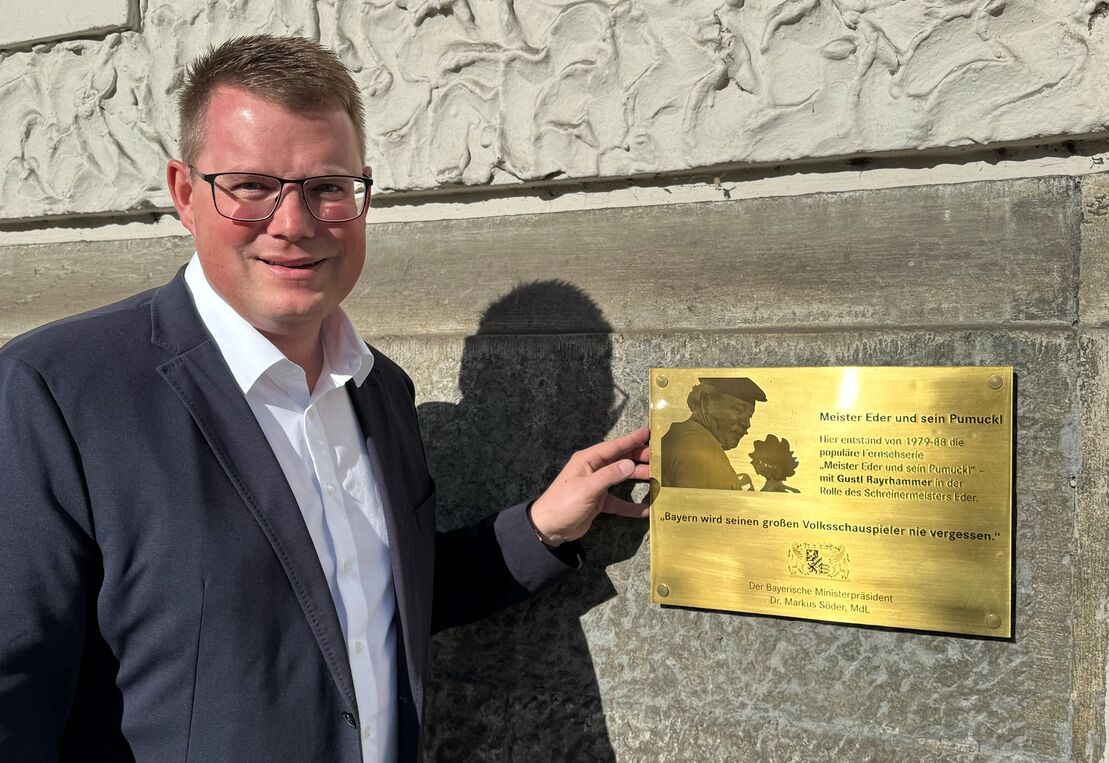 Meister Eder und sein Pumuckl
Hier entstand von 1979-88 die
populäre Fernsehserie
„Meister Eder und sein Pumuckl“ –
mit Gustl Bayrhammer in der
Rolle des Schreinermeisters Eder.
„Bayern wird seinen großen Volksschauspieler nie vergessen.“
Der Bayerische Ministerpräsident
Dr. Markus Söder, MdL